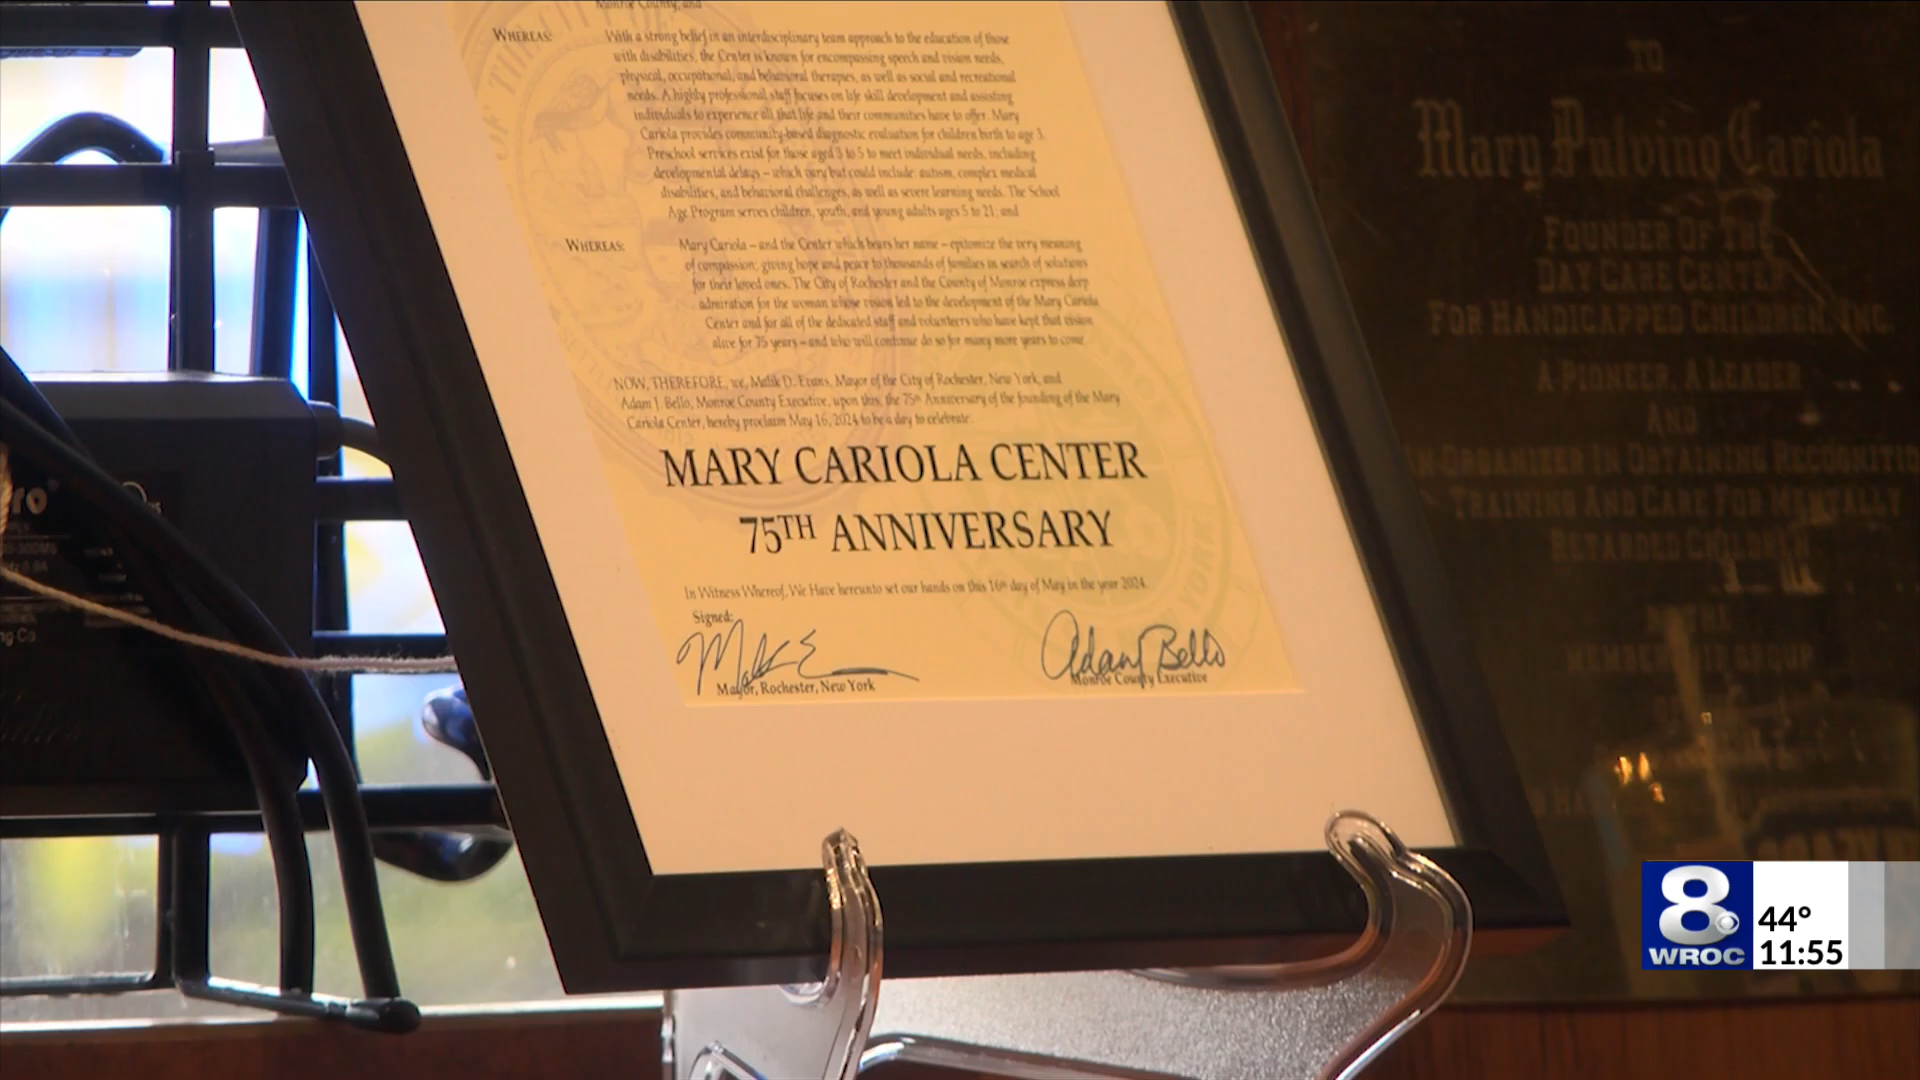 Monroe County, and
WHEREAS: With a strong belief in an interdisciplinary team approach to the education of those
with disabilities, the Center is known for encompassing speech and vision needs,
physical, occupational, and behavioral therapies, as well as social and recreational
needs. A highly professional staff focuses on life skill development and assisting
individuals to experience all that life and their communities have to offer. Mary
Cariola provides community-based diagnostic evaluation for children birth to age 3.
Preschool services exist for those aged 3 to 5 to meet individual needs, including
developmental delays – which vary but could include: autism, complex medical
disabilities, and behavioral challenges, as well as severe learning needs. The School
Age Program serves children, youth, and young adults ages 5 to 21; and
WHEREAS: Mary Cariola – and the Center which bears her name – epitomize the very meaning
of compassion; giving hope and peace to thousands of families in search of solutions
for their loved ones. The City of Rochester and the County of Monroe express deep
admiration for the woman whose vision led to the development of the Mary Cariola
Center and for all of the dedicated staff and volunteers who have kept that vision
alive for 75 years – and who will continue do so for many more years to come.
NOW, THEREFORE, we, Malik D. Evans, Mayor of the City of Rochester, New York, and
Adam J. Bello, Monroe County Executive, upon this, the 75th Anniversary of the founding of the Mary
Cariola Center, hereby proclaim May 16, 2024 to be a day to celebrate:
MARY CARIOLA CENTER
75TH ANNIVERSARY
In Witness Whereof, We Have hereunto set our hands on this 16th day of May in the year 2024.
Signed:
Adam Bello
Mayor, Rochester, New York
Monroe County Executive
TO
Mary Pulvino Cariola
FOUNDER OF THE
DAY CARE CENTER
FOR HANDICAPPED CHILDREN, INC.
A PIONEER, A LEADER
AND
ORGANIZER IN OBTAINING
TRAINING AND CARE FOR MENTALLY
RETARDED CHILDREN
MEMBERSHIP GROUP
8
WROC
44°
11:55